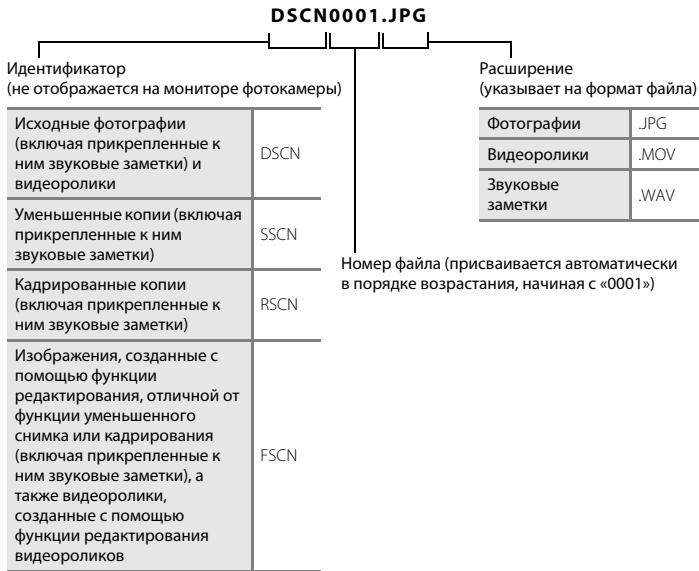 DSCN0001.JPG
Идентификатор
(не отображается на мониторе фотокамеры)
Исходные фотографии
(включая прикрепленные к
ним звуковые заметки) и
видеоролики
DSCN
Уменьшенные копии (включая
прикрепленные к ним
звуковые заметки)
SSCN
Кадрированные копии
(включая прикрепленные к
ним звуковые заметки)
RSCN
Изображения, созданные с
помощью функции
редактирования, отличной от
функции уменьшенного
снимка или кадрирования
(включая прикрепленные к
ним звуковые заметки), а
также видеоролики,
созданные с помощью
функции редактирования
видеороликов
FSCN
Расширение
(указывает на формат файла)
Фотографии
.JPG
Видеоролики
.MOV
Звуковые
заметки
.WAV
Номер файла (присваивается автоматически
в порядке возрастания, начиная с «0001»)